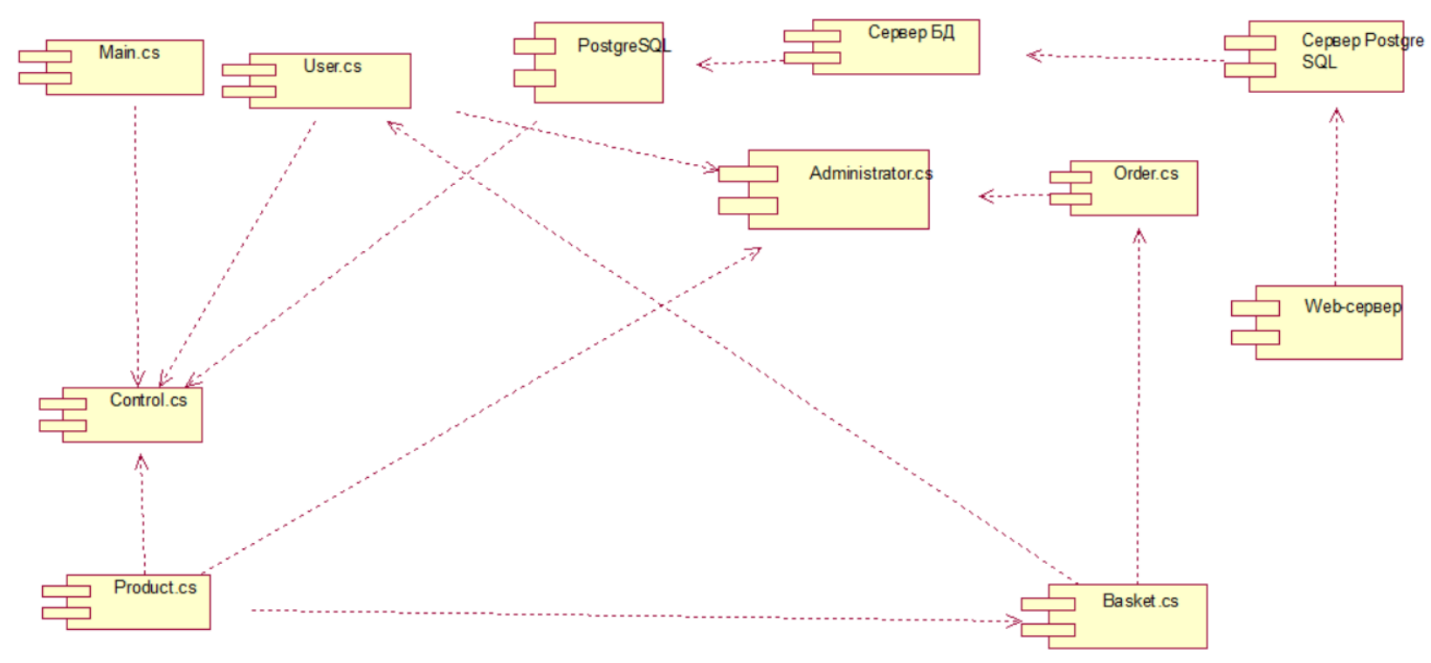 Main.cs
User.cs
PostgreSQL
Сервер БД
Сервер Postgre
SQL
Administrator.cs
Order.cs
Web-сервер
Control.cs
Product.cs
Basket.cs